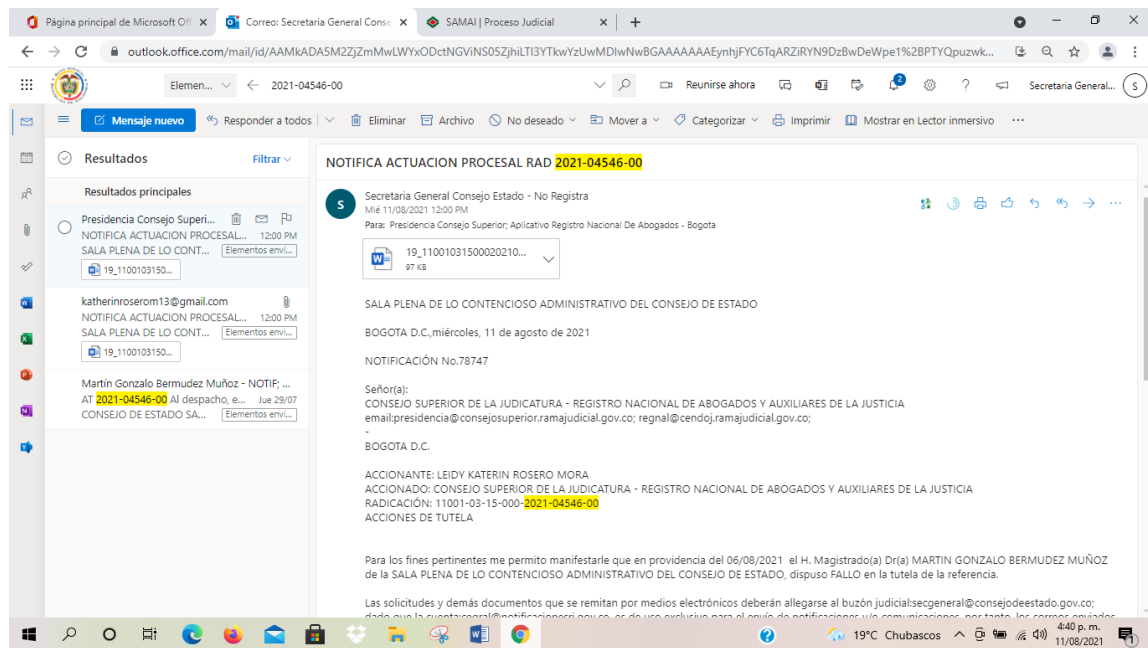 Página principal de Microsoft Off
Correo: Secretaria General Conse
SAMAI | Proceso Judicial
outlook.office.com/mail/id/AAMkADA5M2ZjZmMwLWYxODctNGViNS05ZjhiLTI3YTkwYzUwMDIwNwBGAAAAAAAEynhjFYC6TqARZiRYN9DzBwDeWpe1%2BPTYQpuzwk...
Elemen...
2021-04546-00
Reunirse ahora
2
Secretaria General...
S
Mensaje nuevo
Responder a todos
Eliminar
Archivo
No deseado
Mover a
Categorizar
Imprimir
Mostrar en Lector inmersivo
Resultados
Filtrar
Resultados principales
Presidencia Consejo Superi...
NOTIFICA ACTUACION PROCESAL... 12:00 PM
SALA PLENA DE LO CONT... Elementos envi...
19_1100103150...
katherinroserom13@gmail.com
NOTIFICA ACTUACION PROCESAL... 12:00 PM
SALA PLENA DE LO CONT... Elementos envi...
19_1100103150...
Martín Gonzalo Bermudez Muñoz - NOTIF; ...
AT 2021-04546-00 Al despacho, e... Jue 29/07
CONSEJO DE ESTADO SA... Elementos envi...
NOTIFICA ACTUACION PROCESAL RAD 2021-04546-00
S
Secretaria General Consejo Estado - No Registra
Mié 11/08/2021 12:00 PM
Para: Presidencia Consejo Superior; Aplicativo Registro Nacional De Abogados - Bogota
19_11001031500020210...
97 KB
SALA PLENA DE LO CONTENCIOSO ADMINISTRATIVO DEL CONSEJO DE ESTADO
BOGOTA D.C.,miércoles, 11 de agosto de 2021
NOTIFICACIÓN No.78747
Señor(a):
CONSEJO SUPERIOR DE LA JUDICATURA - REGISTRO NACIONAL DE ABOGADOS Y AUXILIARES DE LA JUSTICIA
email:presidencia@consejosuperior.ramajudicial.gov.co; regnal@cendoj.ramajudicial.gov.co;
-
BOGOTA D.C.
ACCIONANTE: LEIDY KATERIN ROSERO MORA
ACCIONADO: CONSEJO SUPERIOR DE LA JUDICATURA - REGISTRO NACIONAL DE ABOGADOS Y AUXILIARES DE LA JUSTICIA
RADICACIÓN: 11001-03-15-000-2021-04546-00
ACCIONES DE TUTELA
Para los fines pertinentes me permito manifestarle que en providencia del 06/08/2021 el H. Magistrado(a) Dr(a) MARTIN GONZALO BERMUDEZ MUÑOZ
de la SALA PLENA DE LO CONTENCIOSO ADMINISTRATIVO DEL CONSEJO DE ESTADO, dispuso FALLO en la tutela de la referencia.
Las solicitudes y demás documentos que se remitan por medios electrónicos deberán allegarse al buzón judicial:secgeneral@consejodeestado.gov.co;
19°C Chubascos
4:40 p. m.
11/08/2021
1